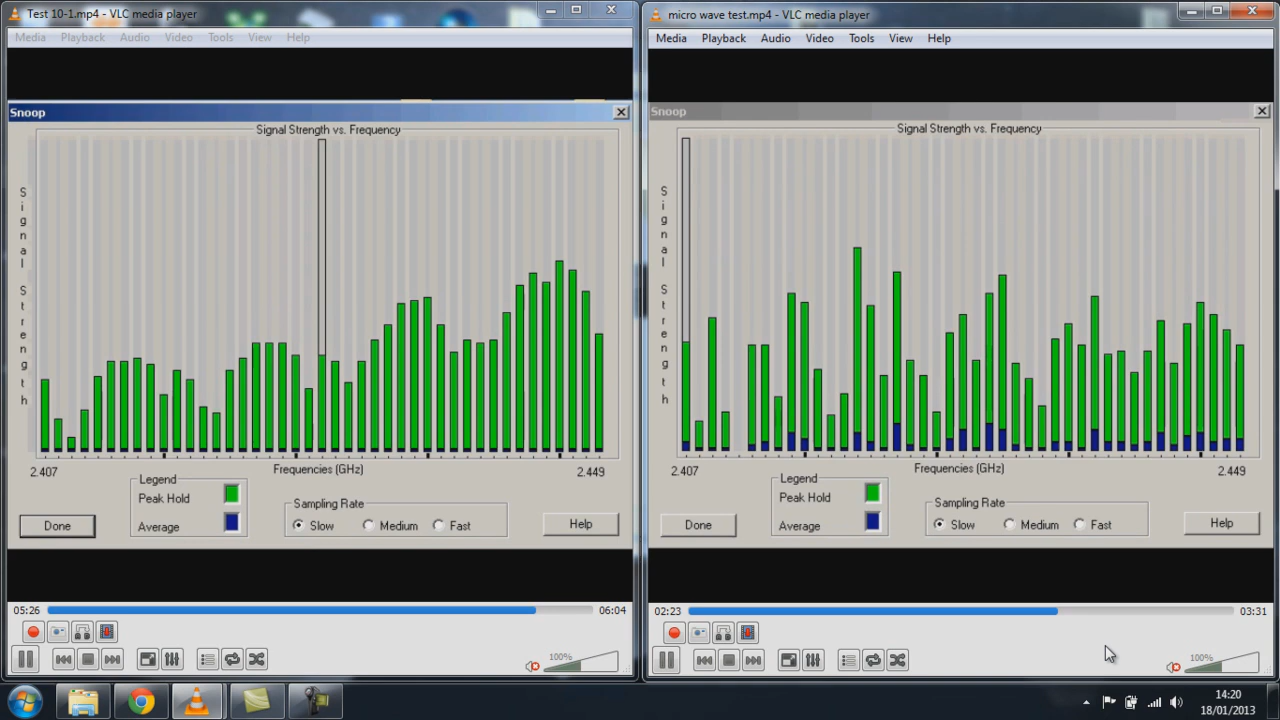 Test 10-1.mp4 - VLC media player
Media Playback Audio Video Tools View Help
Snoop
Signal Strength vs. Frequency
Signal Strength
2.407 Frequencies (GHz) 2.449
Legend
Peak Hold
Average
Sampling Rate
Slow Medium Fast
Done
Help
05:26 06:04
100%
micro wave test.mp4 - VLC media player
Media Playback Audio Video Tools View Help
Snoop
Signal Strength vs. Frequency
Signal Strength
2.407 Frequencies (GHz) 2.449
Legend
Peak Hold
Average
Sampling Rate
Slow Medium Fast
Done
Help
02:23 03:31
100%
14:20
18/01/2013